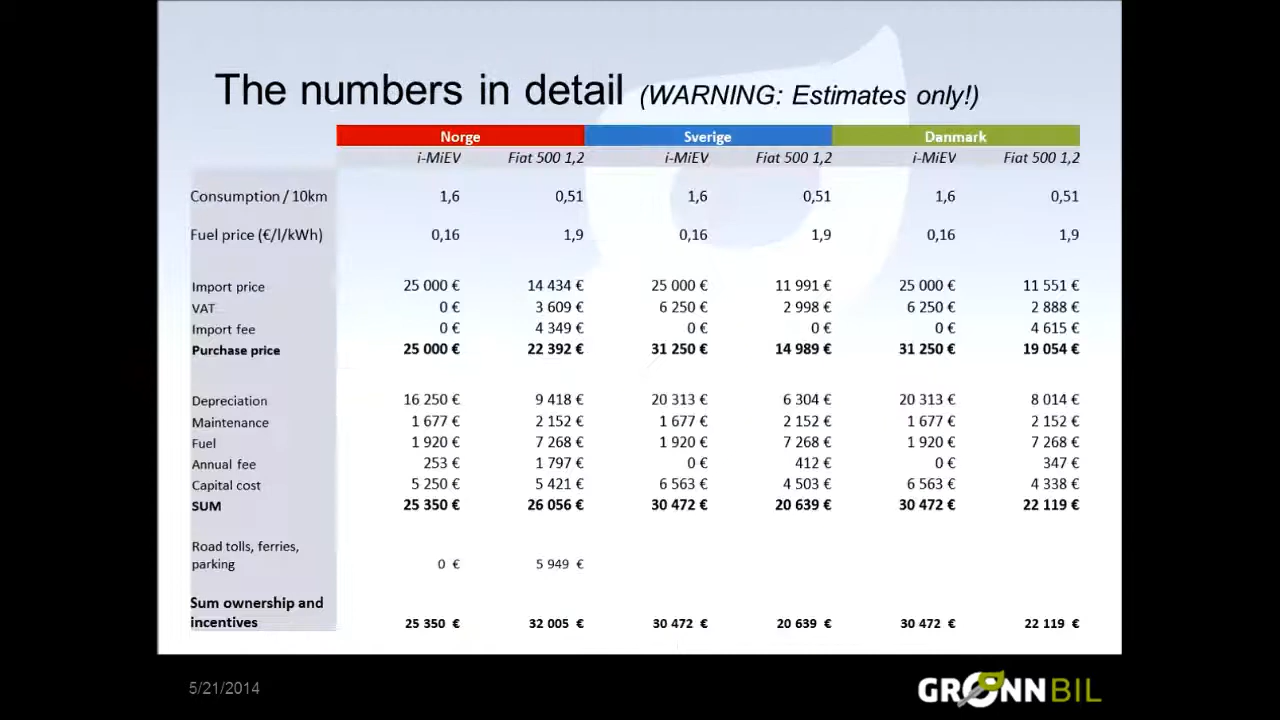 The numbers in detail (WARNING: Estimates only!)
Norge Sverige Danmark
i-MiEV Fiat 500 1,2 i-MiEV Fiat 500 1,2 i-MiEV Fiat 500 1,2
Consumption / 10km 1,6 0,51 1,6 0,51 1,6 0,51
Fuel price (€/l/kWh) 0,16 1,9 0,16 1,9 0,16 1,9
Import price 25 000 € 14 434 € 25 000 € 11 991 € 25 000 € 11 551 €
VAT 0 € 3 609 € 6 250 € 2 998 € 6 250 € 2 888 €
Import fee 0 € 4 349 € 0 € 0 € 0 € 4 615 €
Purchase price 25 000 € 22 392 € 31 250 € 14 989 € 31 250 € 19 054 €
Depreciation 16 250 € 9 418 € 20 313 € 6 304 € 20 313 € 8 014 €
Maintenance 1 677 € 2 152 € 1 677 € 2 152 € 1 677 € 2 152 €
Fuel 1 920 € 7 268 € 1 920 € 7 268 € 1 920 € 7 268 €
Annual fee 253 € 1 797 € 0 € 412 € 0 € 347 €
Capital cost 5 250 € 5 421 € 6 563 € 4 503 € 6 563 € 4 338 €
SUM 25 350 € 26 056 € 30 472 € 20 639 € 30 472 € 22 119 €
Road tolls, ferries,
parking 0 € 5 949 €
Sum ownership and
incentives 25 350 € 32 005 € 30 472 € 20 639 € 30 472 € 22 119 €
5/21/2014 GRØNN BIL